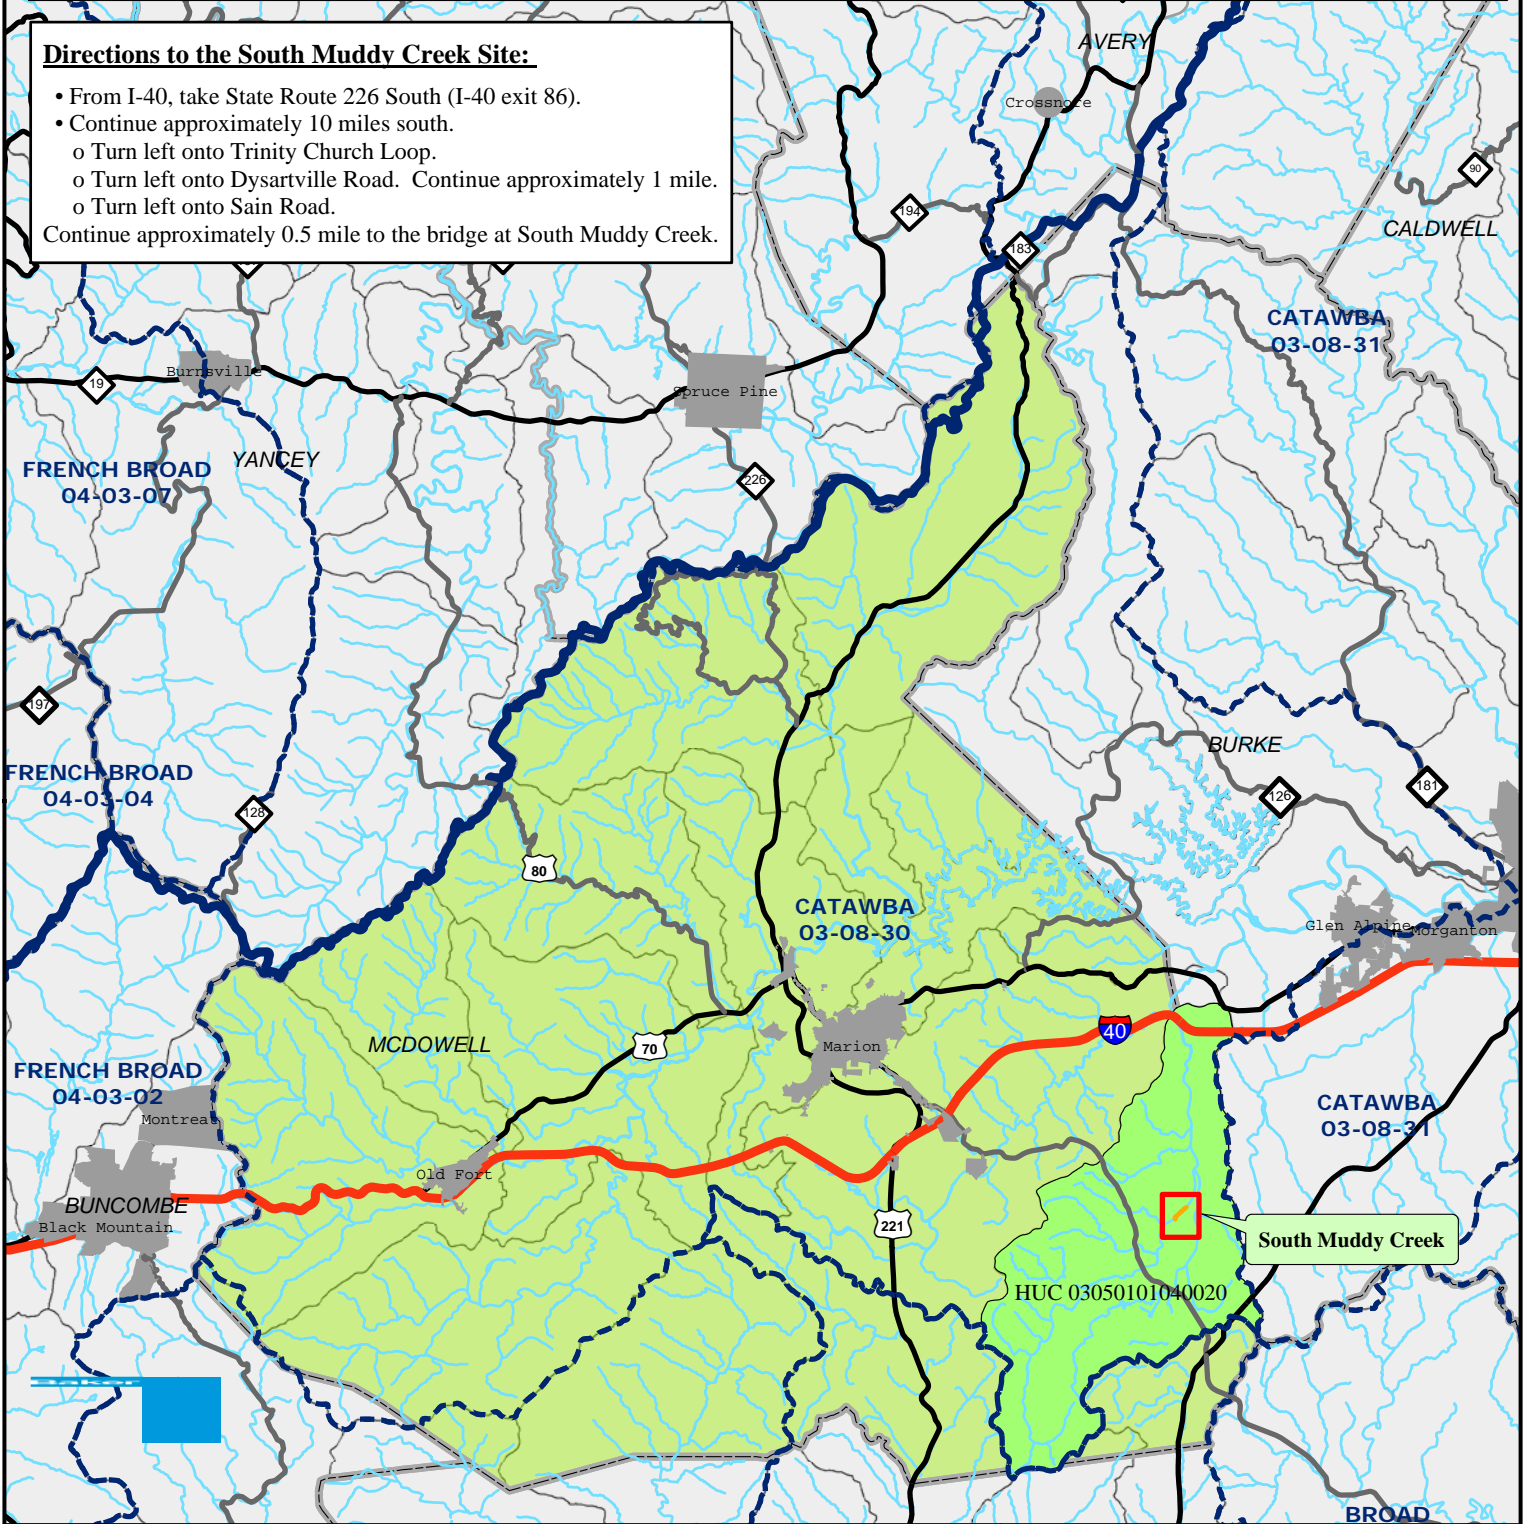 Directions to the South Muddy Creek Site:
• From I-40, take State Route 226 South (I-40 exit 86).
• Continue approximately 10 miles south.
o Turn left onto Trinity Church Loop.
o Turn left onto Dysartville Road.  Continue approximately 1 mile.
o Turn left onto Sain Road.
Continue approximately 0.5 mile to the bridge at South Muddy Creek.
AVERY
Crossnore
90
194
CALDWELL
183
CATAWBA
03-08-31
Burnsville
19
Spruce Pine
YANCEY
FRENCH BROAD
04-03-07
226
197
BURKE
FRENCH BROAD
04-03-04
126
181
128
80
CATAWBA
03-08-30
Glen Alpine
Morganton
40
MCDOWELL
70
Marion
FRENCH BROAD
04-03-02
Montreat
CATAWBA
03-08-31
Old Fort
BUNCOMBE
Black Mountain
221
South Muddy Creek
HUC 03050101040020
BROAD